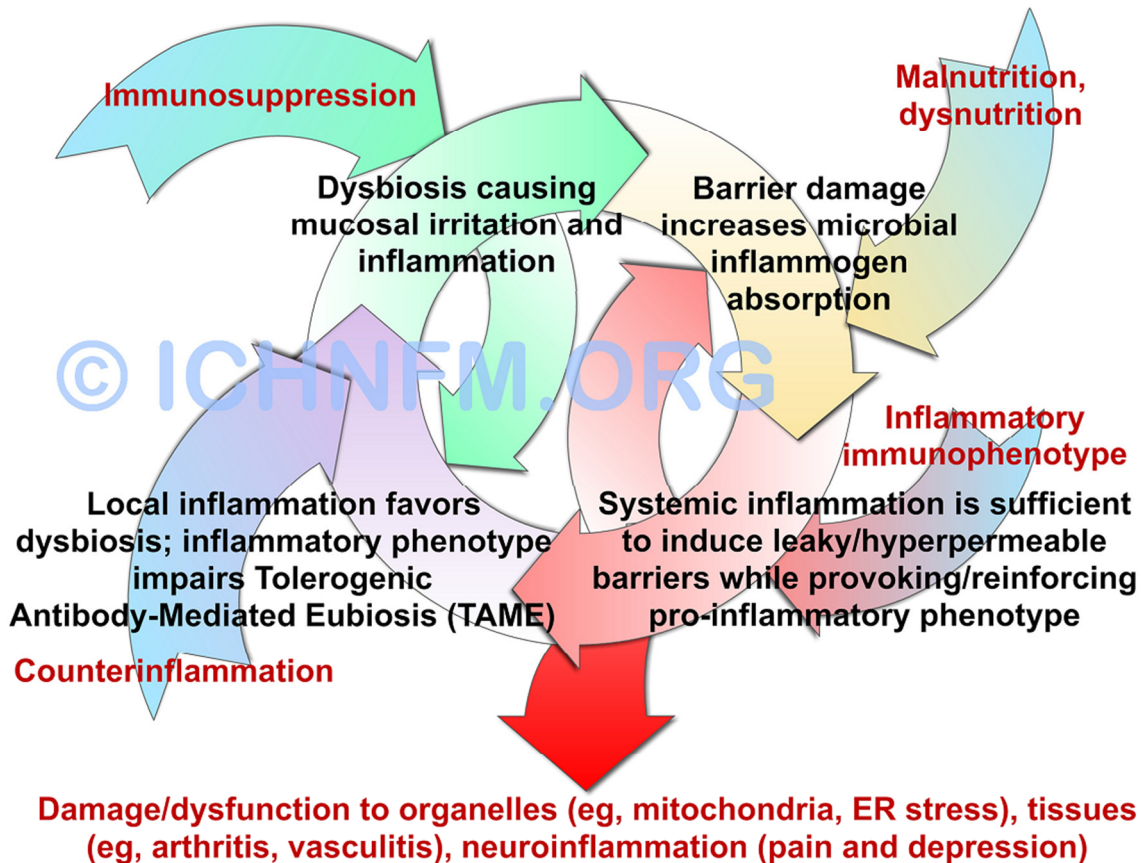 Immunosuppression
Malnutrition,
dysnutrition
Dysbiosis causing
mucosal irritation and
inflammation
Barrier damage
increases microbial
inflammogen
absorption
© ICHNFM.ORG
Inflammatory
immunophenotype
Local inflammation favors
dysbiosis; inflammatory phenotype
impairs Tolerogenic
Antibody-Mediated Eubiosis (TAME)
Systemic inflammation is sufficient
to induce leaky/hyperpermeable
barriers while provoking/reinforcing
pro-inflammatory phenotype
Counterinflammation
Damage/dysfunction to organelles (eg, mitochondria, ER stress), tissues
(eg, arthritis, vasculitis), neuroinflammation (pain and depression)